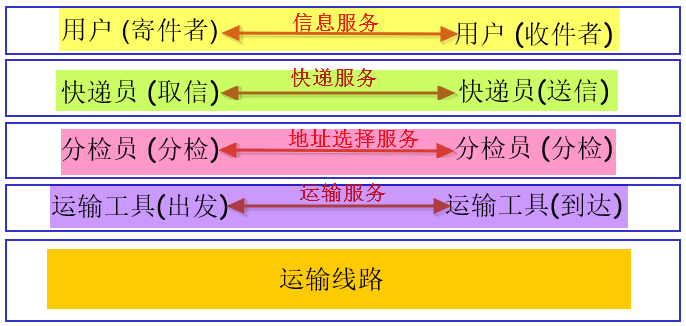 用户 (寄件者) 信息服务 用户 (收件者)
快递员 (取信) 快递服务 快递员(送信)
分检员 (分检) 地址选择服务 分检员 (分检)
运输工具(出发) 运输服务 运输工具(到达)
运输线路